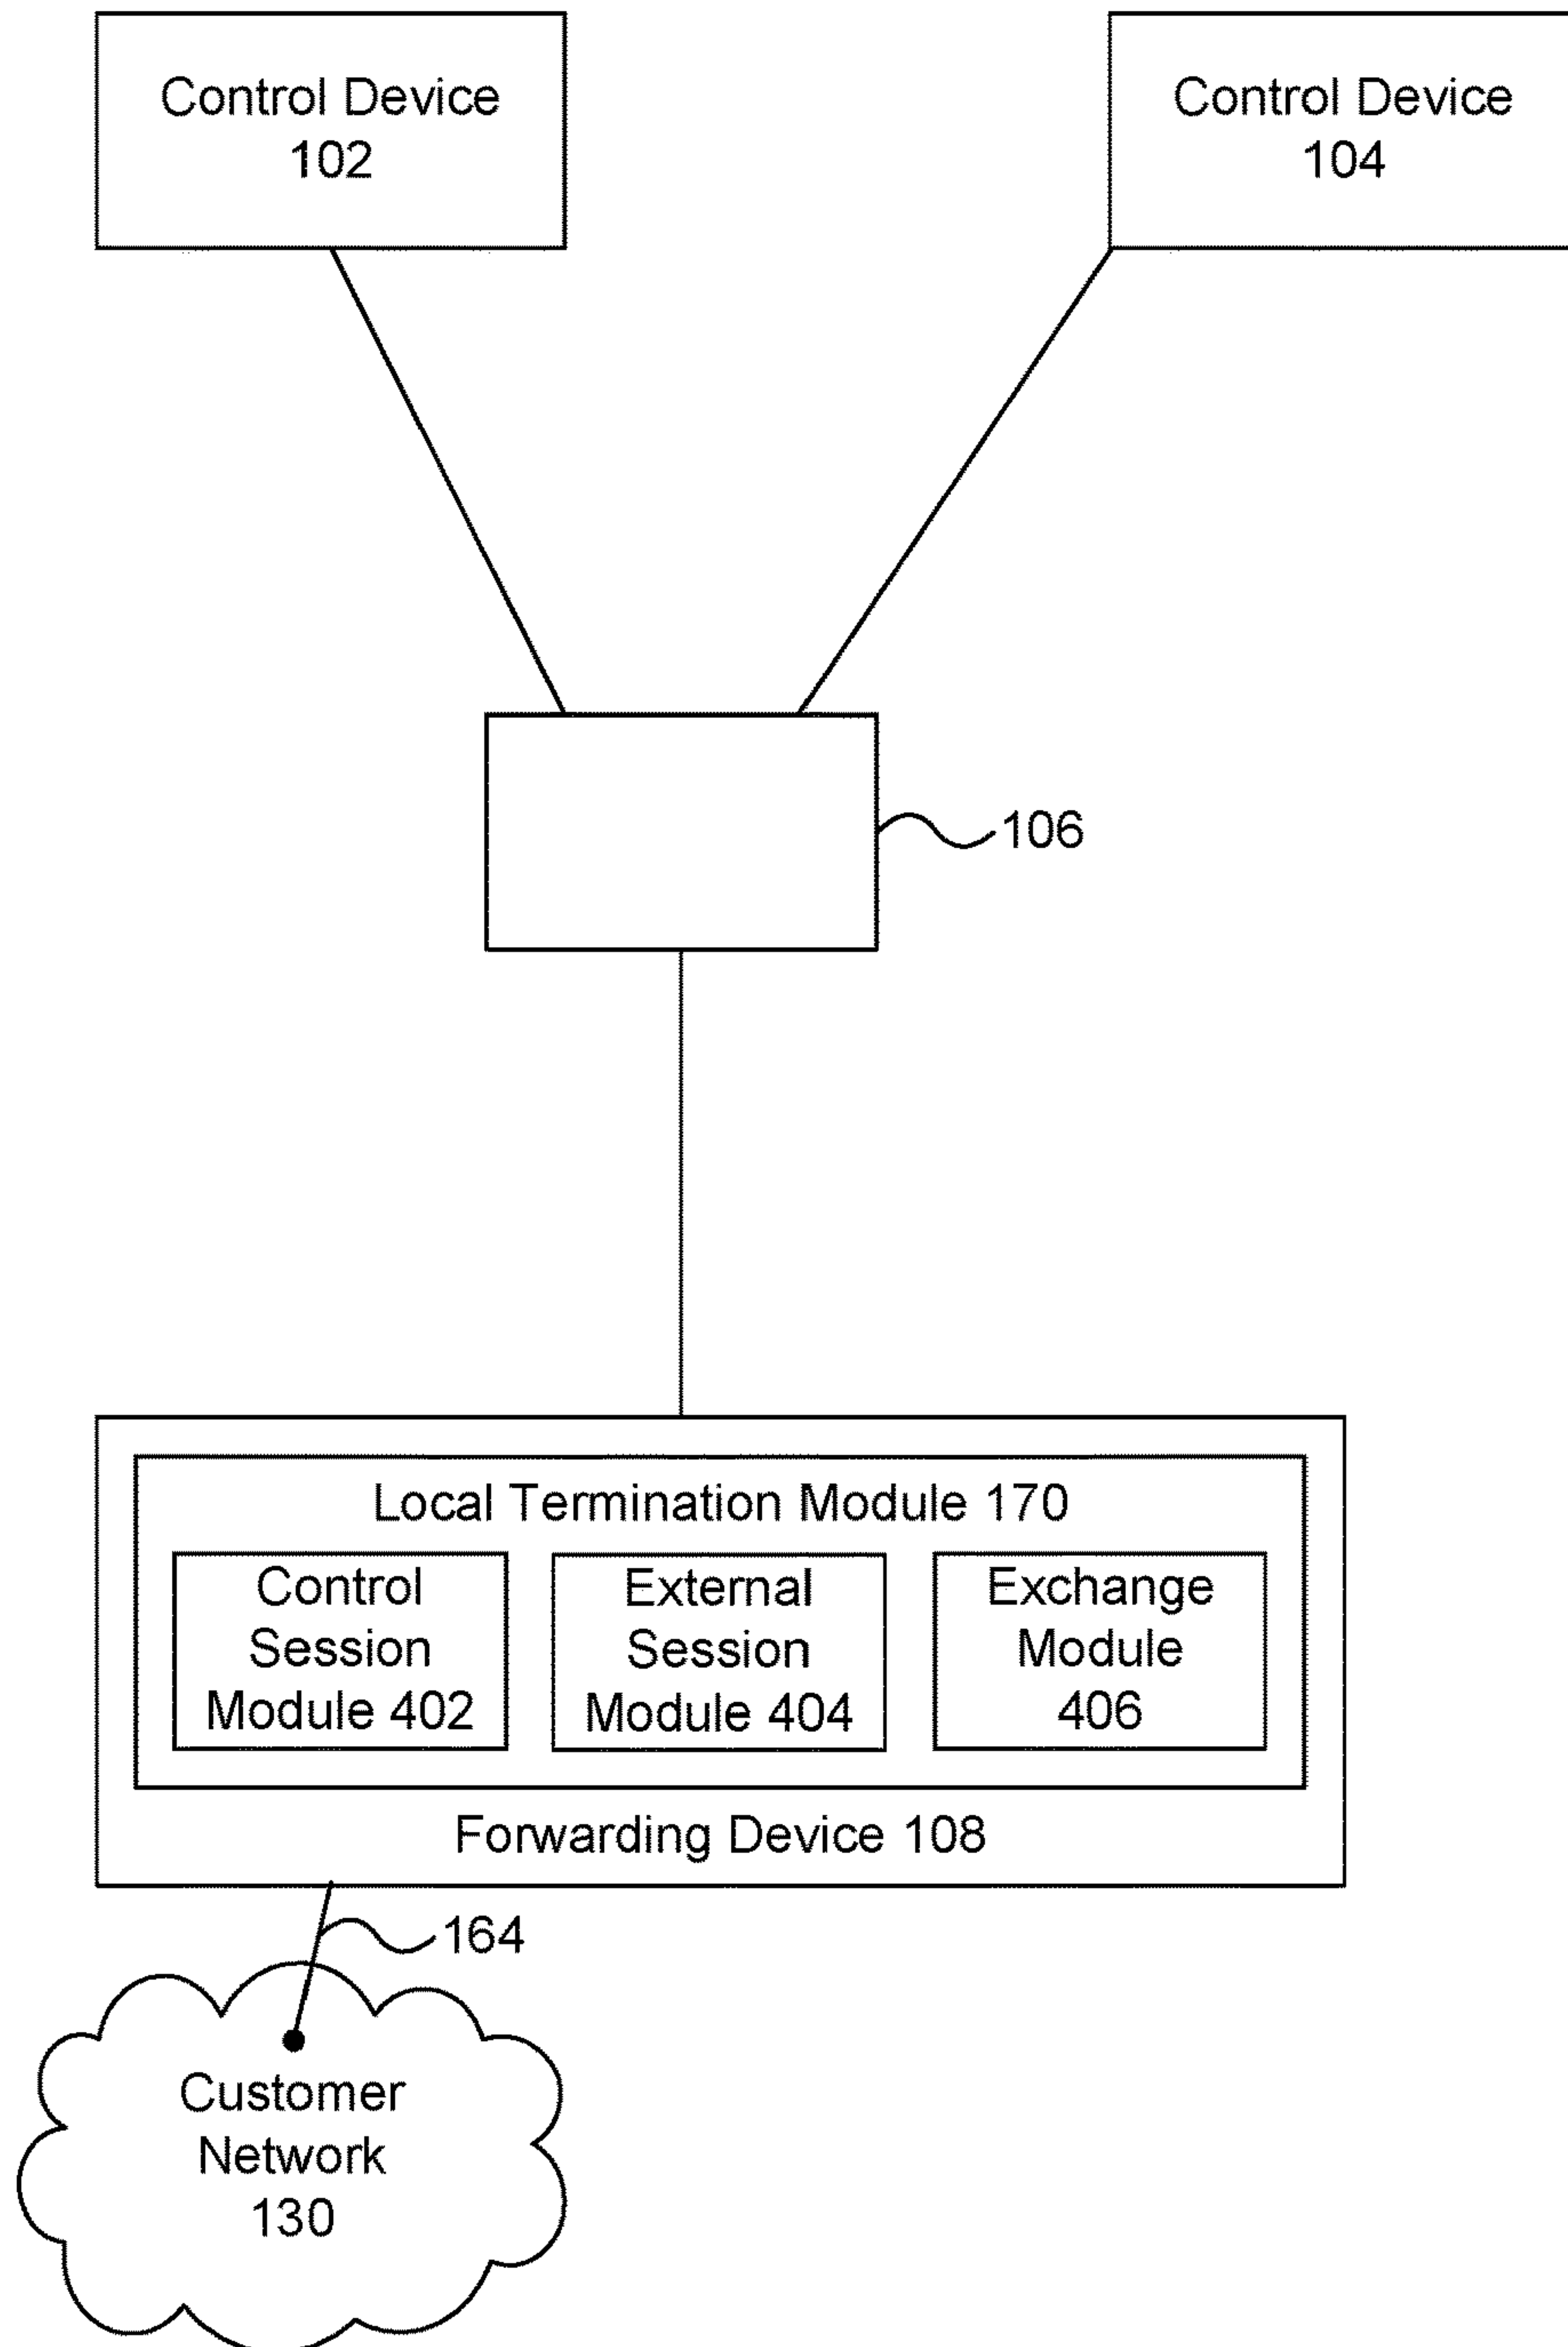 Control Device
102
Control Device
104
106
Local Termination Module 170
Control
Session
Module 402
External
Session
Module 404
Exchange
Module
406
Forwarding Device 108
164
Customer
Network
130